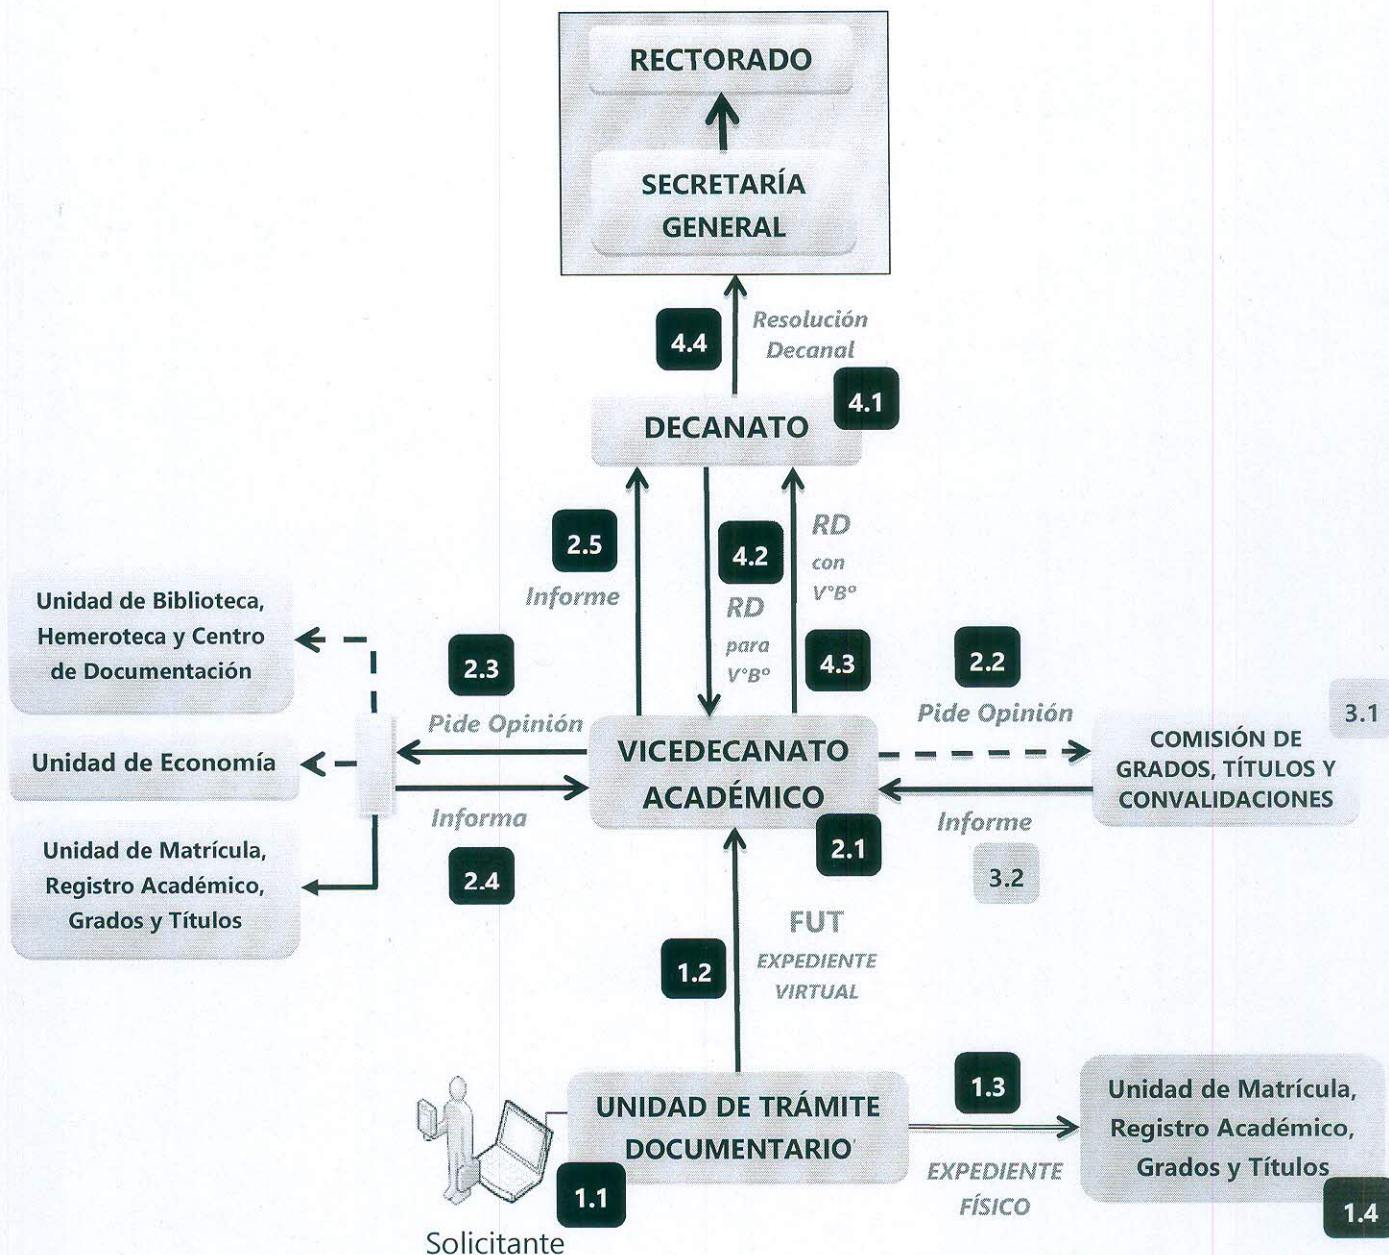 RECTORADO
SECRETARÍA
GENERAL
4.4
Resolución
Decanal
4.1
DECANATO
2.5
Informe
4.2
RD
para
V°Bº
RD
con
V°Bº
4.3
Unidad de Biblioteca,
Hemeroteca y Centro
de Documentación
2.3
Pide Opinión
2.2
Pide Opinión
3.1
Unidad de Economía
VICEDECANATO
ACADÉMICO
2.1
COMISIÓN DE
GRADOS, TÍTULOS Y
CONVALIDACIONES
Informa
2.4
Informe
3.2
Unidad de Matrícula,
Registro Académico,
Grados y Títulos
1.2
FUT
EXPEDIENTE
VIRTUAL
UNIDAD DE TRÁMITE
DOCUMENTARIO
1.1
Solicitante
1.3
EXPEDIENTE
FÍSICO
Unidad de Matrícula,
Registro Académico,
Grados y Títulos
1.4